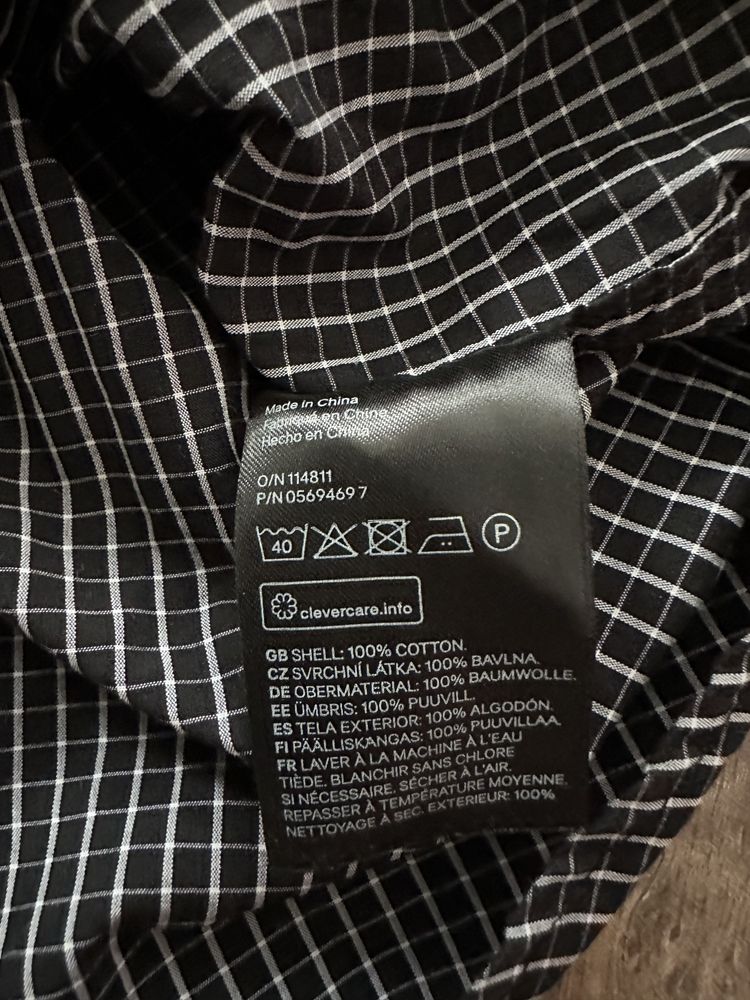 Made in China
Fabriqué en Chine
Hecho en China
O/N 114811
P/N 0569469 7
40
P
clevercare.info
GB SHELL: 100% COTTON.
CZ SVRCHNÍ LÁTKA: 100% BAVLNA.
DE OBERMATERIAL: 100% BAUMWOLLE.
EE ÜMBRIS: 100% PUUVILL.
ES TELA EXTERIOR: 100% ALGODÓN.
FI PÄÄLLISKANGAS: 100% PUUVILLAA.
FR LAVER À LA MACHINE À L'EAU
TIÈDE. BLANCHIR SANS CHLORE
SI NÉCESSAIRE. SÉCHER À L'AIR.
REPASSER À TEMPÉRATURE MOYENNE.
NETTOYAGE À SEC. EXTERIEUR: 100%